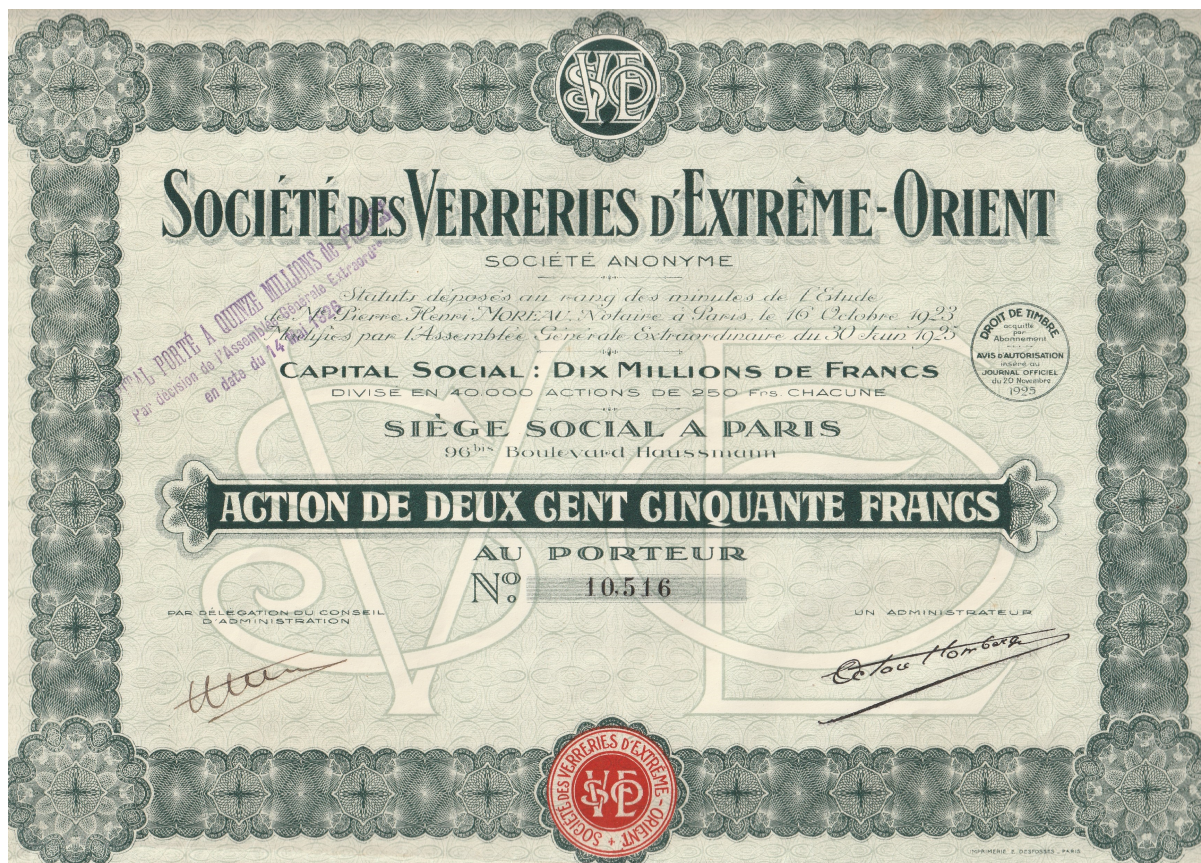 SVEO
SOCIÉTÉ DES VERRERIES D'EXTRÊME-ORIENT
SOCIÉTÉ ANONYME
Statuts déposés au rang des minutes de l'Etude
de Me Pierre Henri MOREAU, Notaire à Paris, le 16 Octobre 1923
Modifiés par l'Assemblée Générale Extraordinaire du 30 Juin 1925
CAPITAL SOCIAL : DIX MILLIONS DE FRANCS
DIVISÉ EN 40.000 ACTIONS DE 250 Frs. CHACUNE
SIÈGE SOCIAL A PARIS
96bis Boulevard Haussmann
CAPITAL PORTÉ A QUINZE MILLIONS DE FRANCS
Par décision de l'Assemblée Générale Extraordre
en date du 14 1926
DROIT DE TIMBRE
acquitté
par
Abonnement
AVIS D'AUTORISATION
inséré au
JOURNAL OFFICIEL
du 20 Novembre
1925
ACTION DE DEUX CENT CINQUANTE FRANCS
AU PORTEUR
No. 10,516
PAR DÉLÉGATION DU CONSEIL
D'ADMINISTRATION
UN ADMINISTRATEUR
Octave Homberg
SOCIÉTÉ DES VERRERIES D'EXTRÊME-ORIENT
SVEO
IMPRIMERIE E. DESFOSSÉS, PARIS